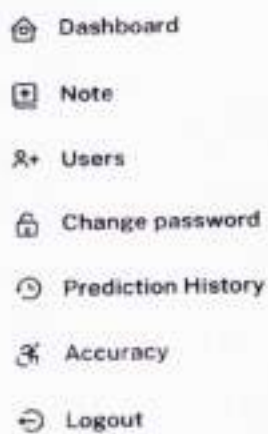 Dashboard
Note
Users
Change password
Prediction History
Accuracy
Logout